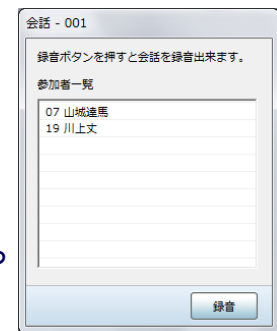 会話 - 001
録音ボタンを押すと会話を録音出来ます。
参加者一覧
07 山城達馬
19 川上丈
録音